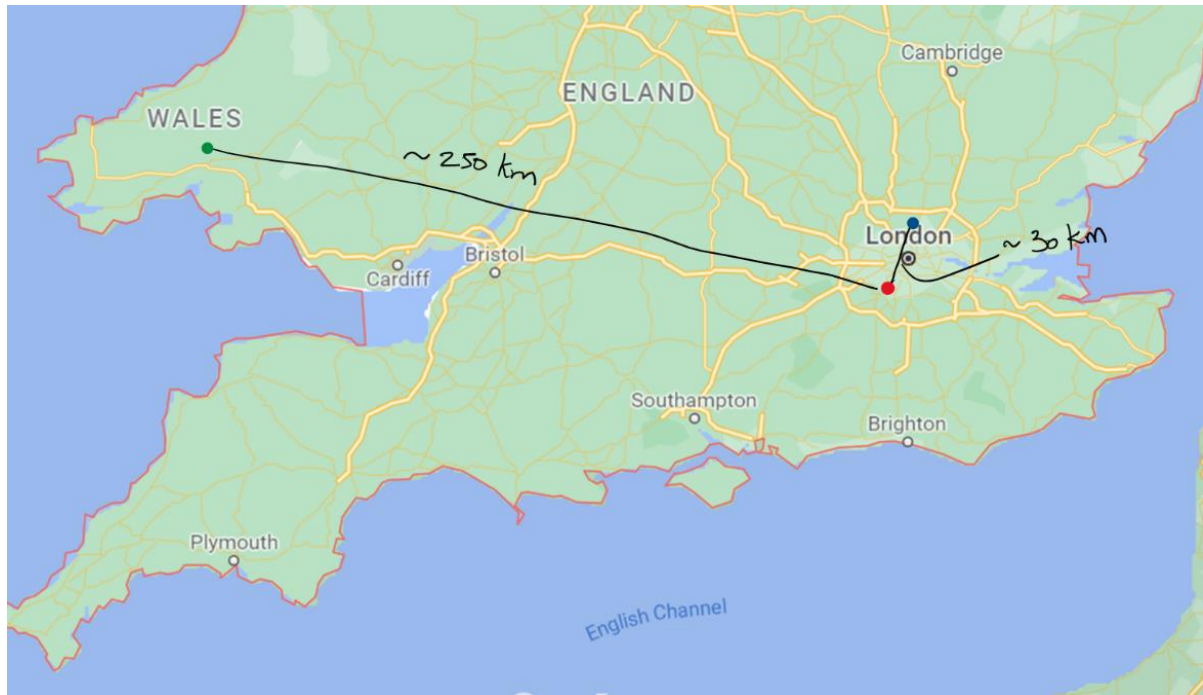 Cambridge
ENGLAND
WALES
~ 250 km
London
~ 30 km
Bristol
Cardiff
Southampton
Brighton
Plymouth
English Channel